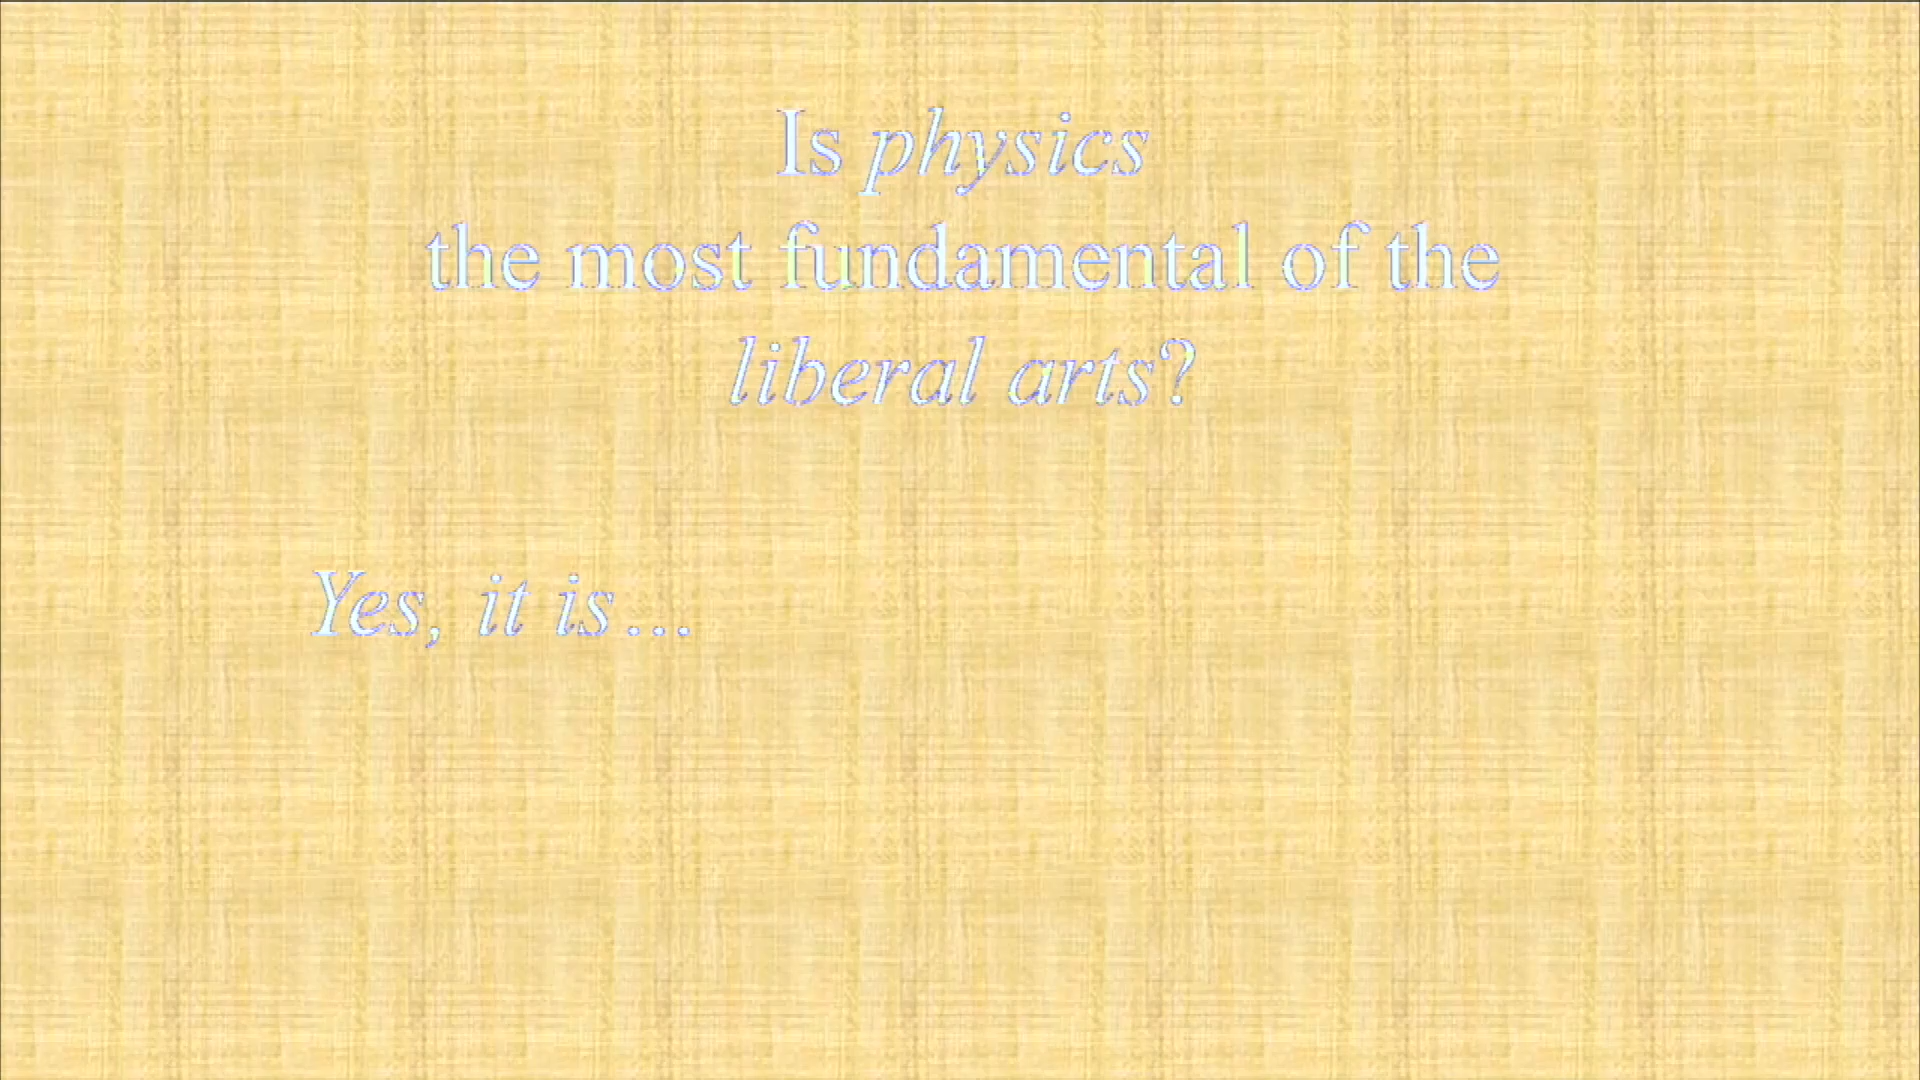 Is physics
the most fundamental of the
liberal arts?
Yes, it is...